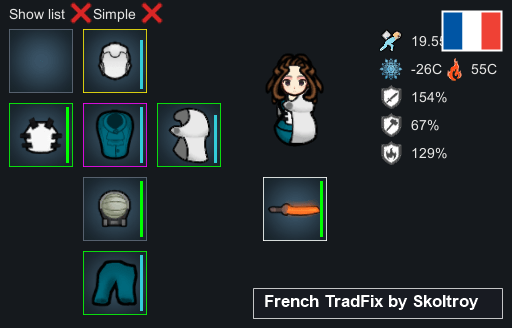 Show list Simple
19.55
-26C 55C
154%
67%
129%
French TradFix by Skoltroy